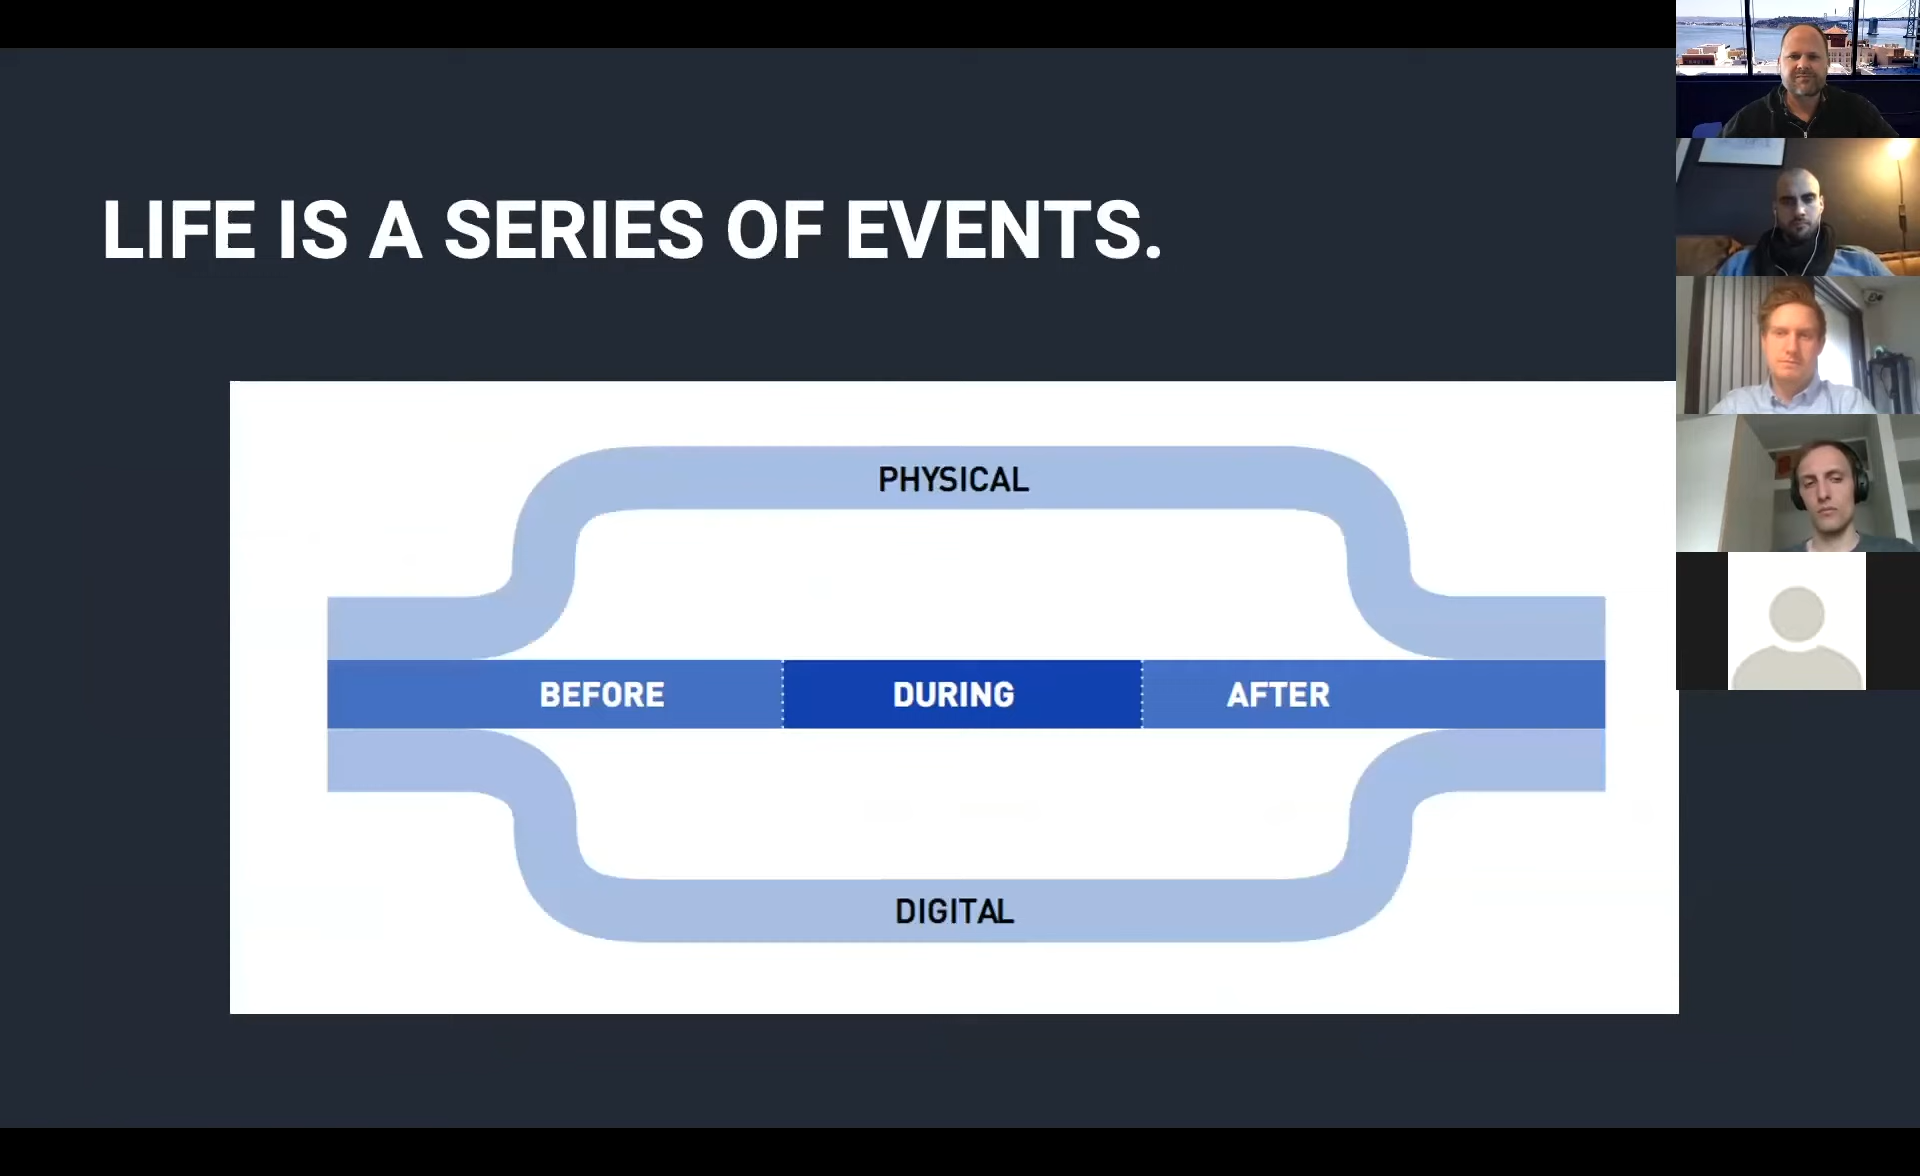 LIFE IS A SERIES OF EVENTS.
PHYSICAL
BEFORE DURING AFTER
DIGITAL